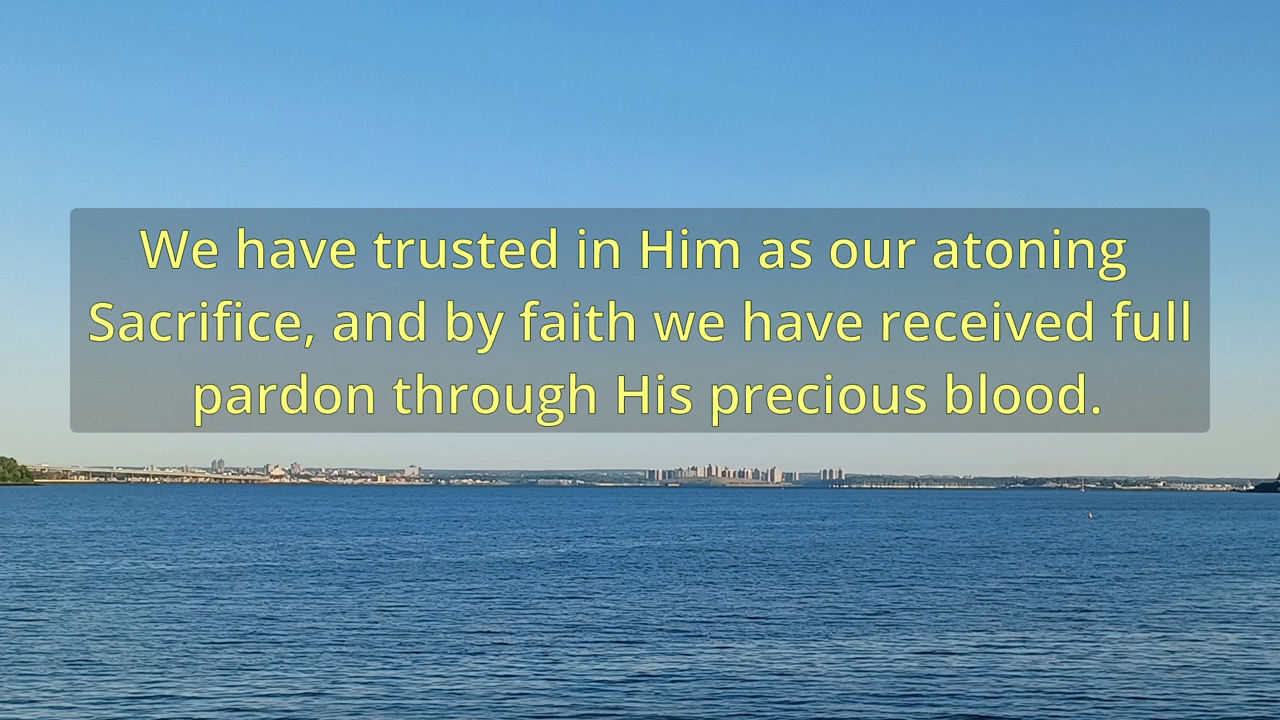 We have trusted in Him as our atoning
Sacrifice, and by faith we have received full
pardon through His precious blood.